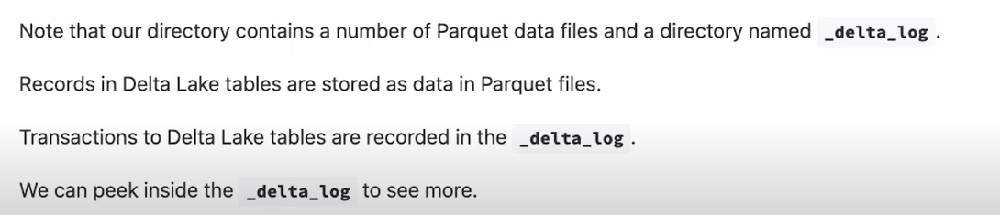 Note that our directory contains a number of Parquet data files and a directory named _delta_log .
Records in Delta Lake tables are stored as data in Parquet files.
Transactions to Delta Lake tables are recorded in the _delta_log .
We can peek inside the _delta_log to see more.